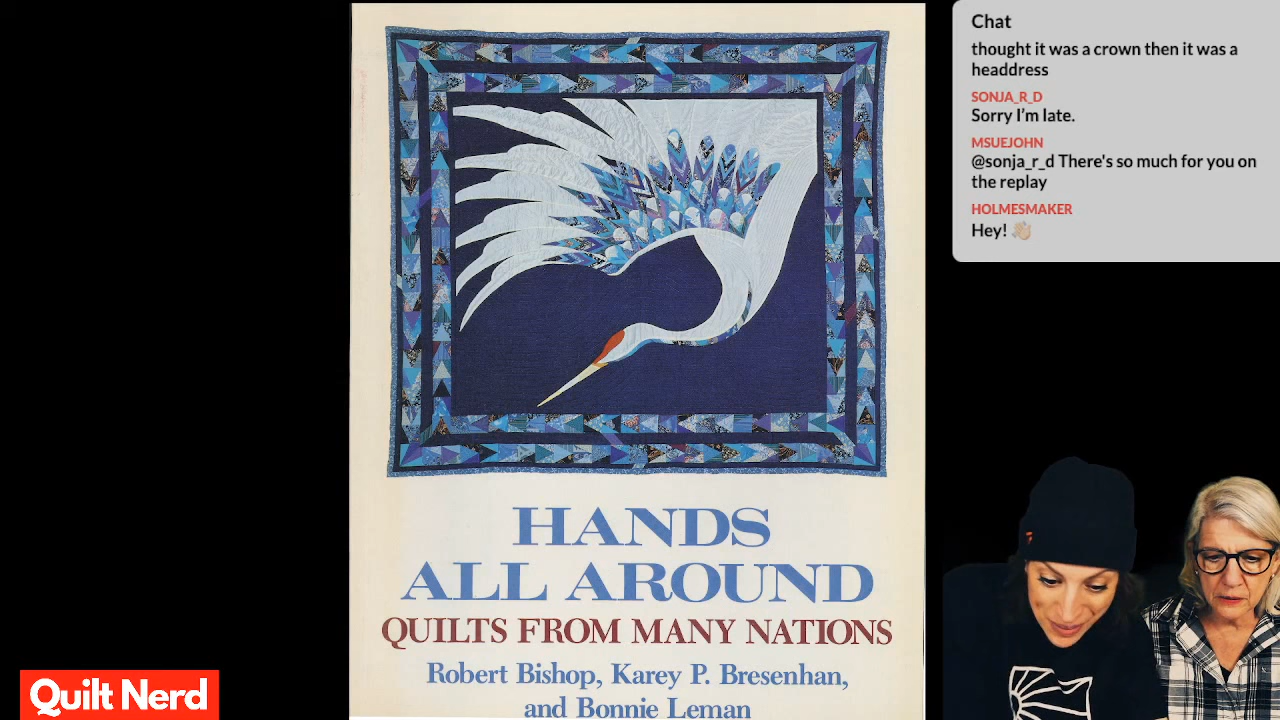 HANDS
ALL AROUND
QUILTS FROM MANY NATIONS
Robert Bishop, Karey P. Bresenhan,
and Bonnie Leman
Chat
thought it was a crown then it was a
headdress
SONJA_R_D
Sorry I'm late.
MSUEJOHN
@sonja_r_d There's so much for you on
the replay
HOLMESMAKER
Hey! 👋🏼
Quilt Nerd